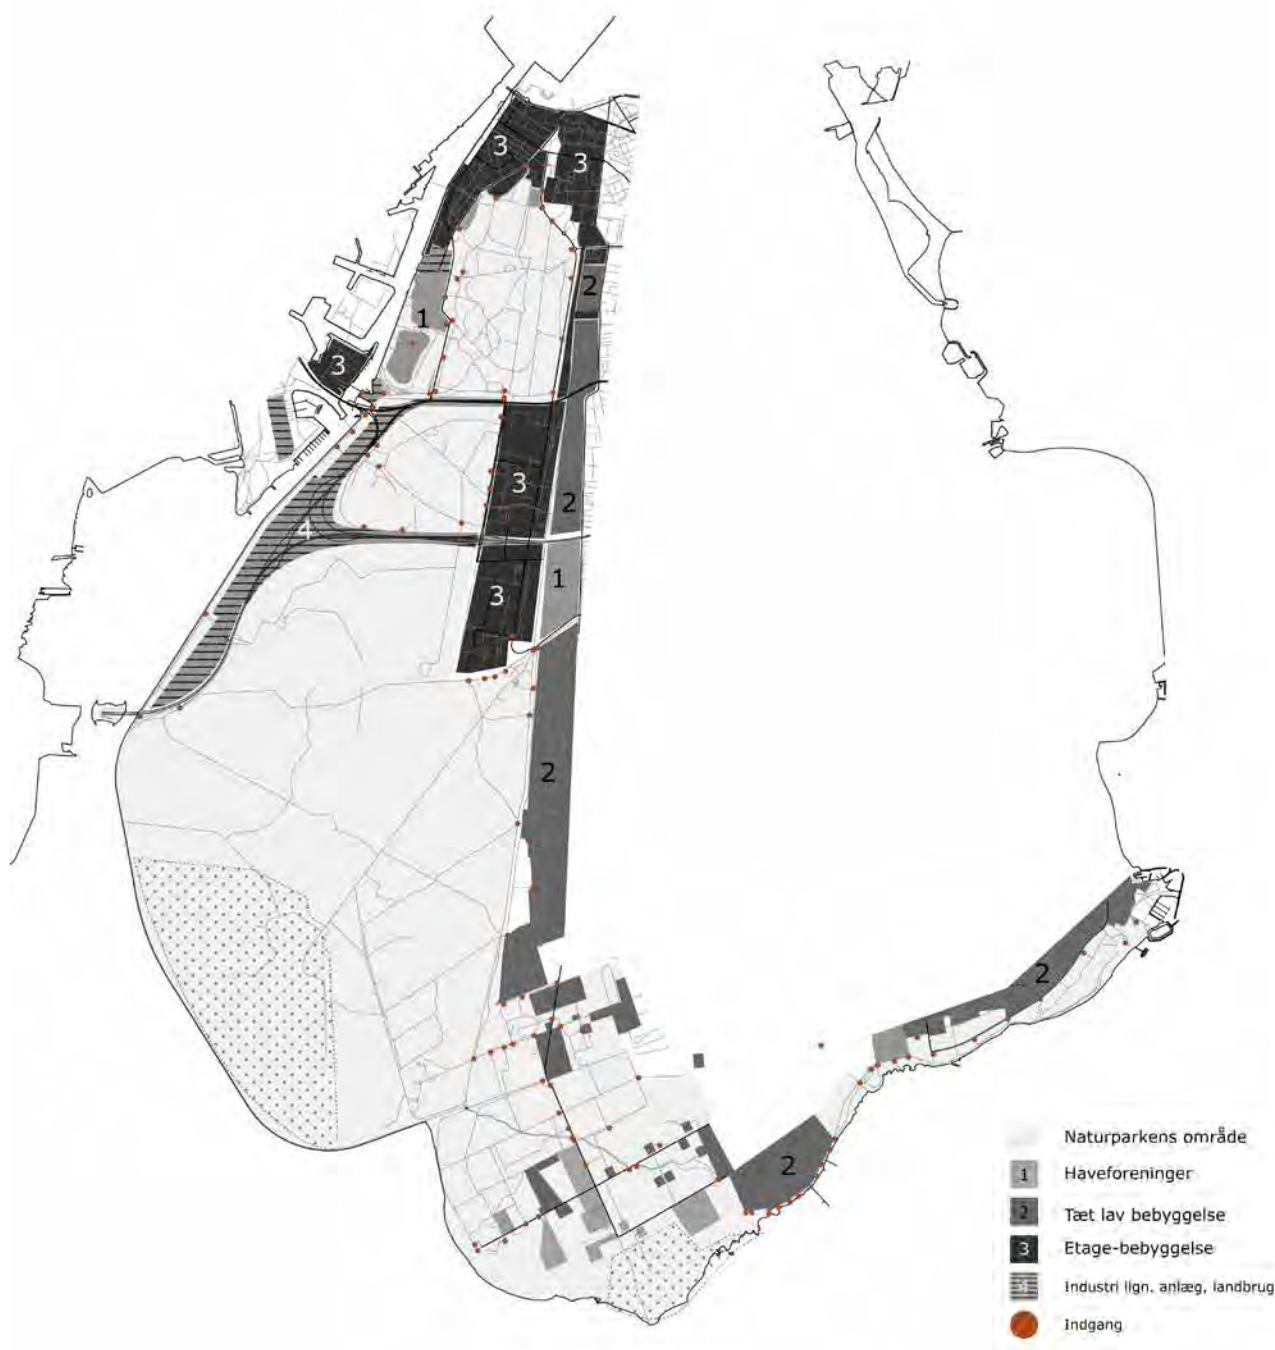 3
3
2
1
3
3
2
4
1
3
2
2
2
Naturparkens område
1 Haveforeninger
2 Tæt lav bebyggelse
3 Etage-bebyggelse
Industri lign. anlæg, landbrug
Indgang